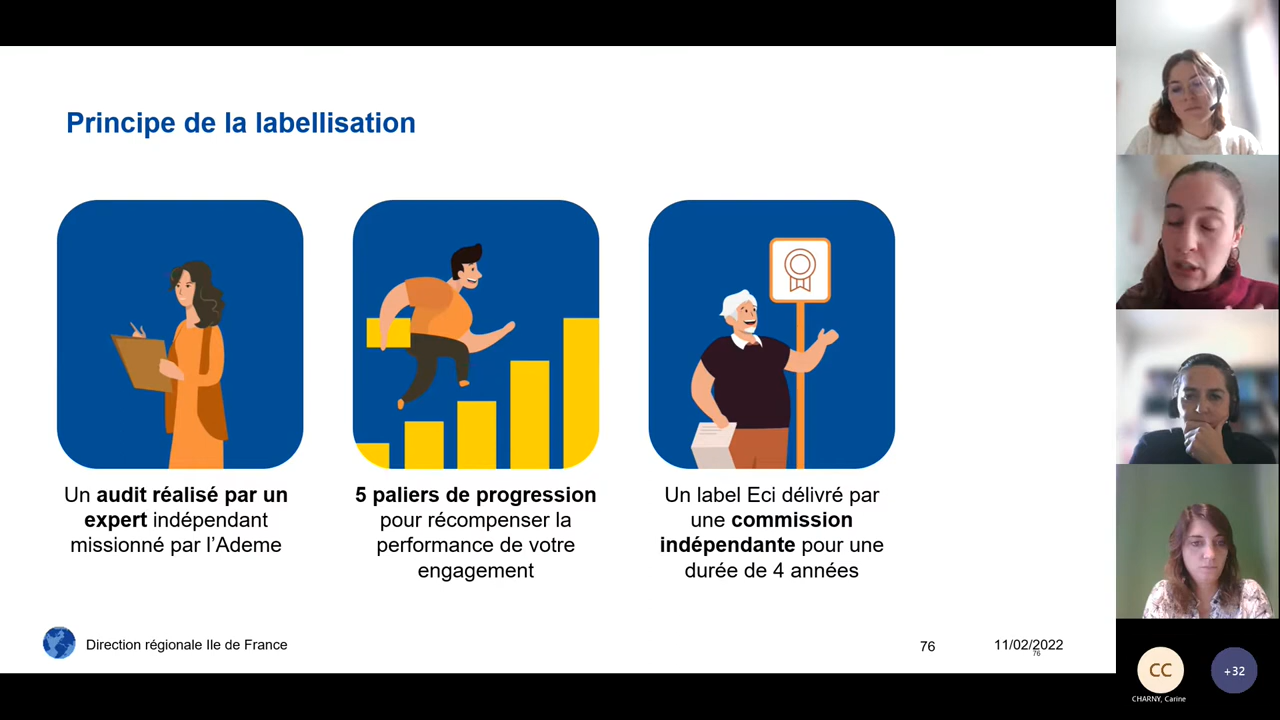 Principe de la labellisation
Un audit réalisé par un
expert indépendant
missionné par l'Ademe
5 paliers de progression
pour récompenser la
performance de votre
engagement
Un label Eci délivré par
une commission
indépendante pour une
durée de 4 années
Direction régionale Ile de France
76
11/02/2022
76
CC
+32
CHARNY, Carine